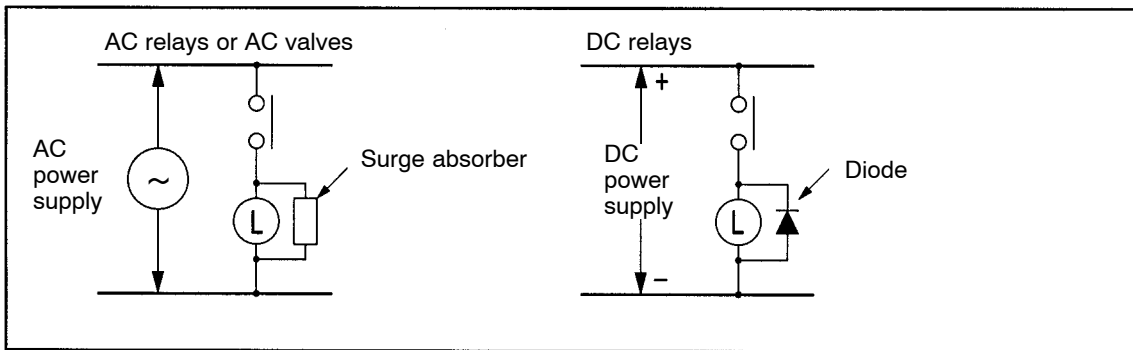 AC relays or AC valves
AC
power
supply
~
L
Surge absorber
DC relays
+
DC
power
supply
−
L
Diode